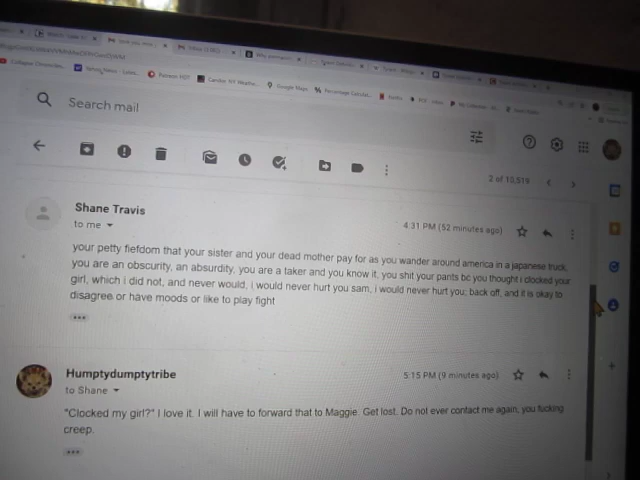 Search mail
2 of 13,519
Shane Travis
4:31 PM (52 minutes ago)
to me
your petty fiefdom that your sister and your dead mother pay for as you wander around america in a japanese truck,
you are an obscurity, an absurdity, you are a taker and you know it, you shit your pants bc you thought i clocked your
girl, which i did not, and never would, i would never hurt you sam, i would never hurt you, back off, and it is okay to
disagree or have moods or like to play fight
Humptydumptytribe
5:15 PM (9 minutes ago)
to Shane
"Clocked my girl?" I love it. I will have to forward that to Maggie. Get lost. Do not ever contact me again, you fucking
creep.